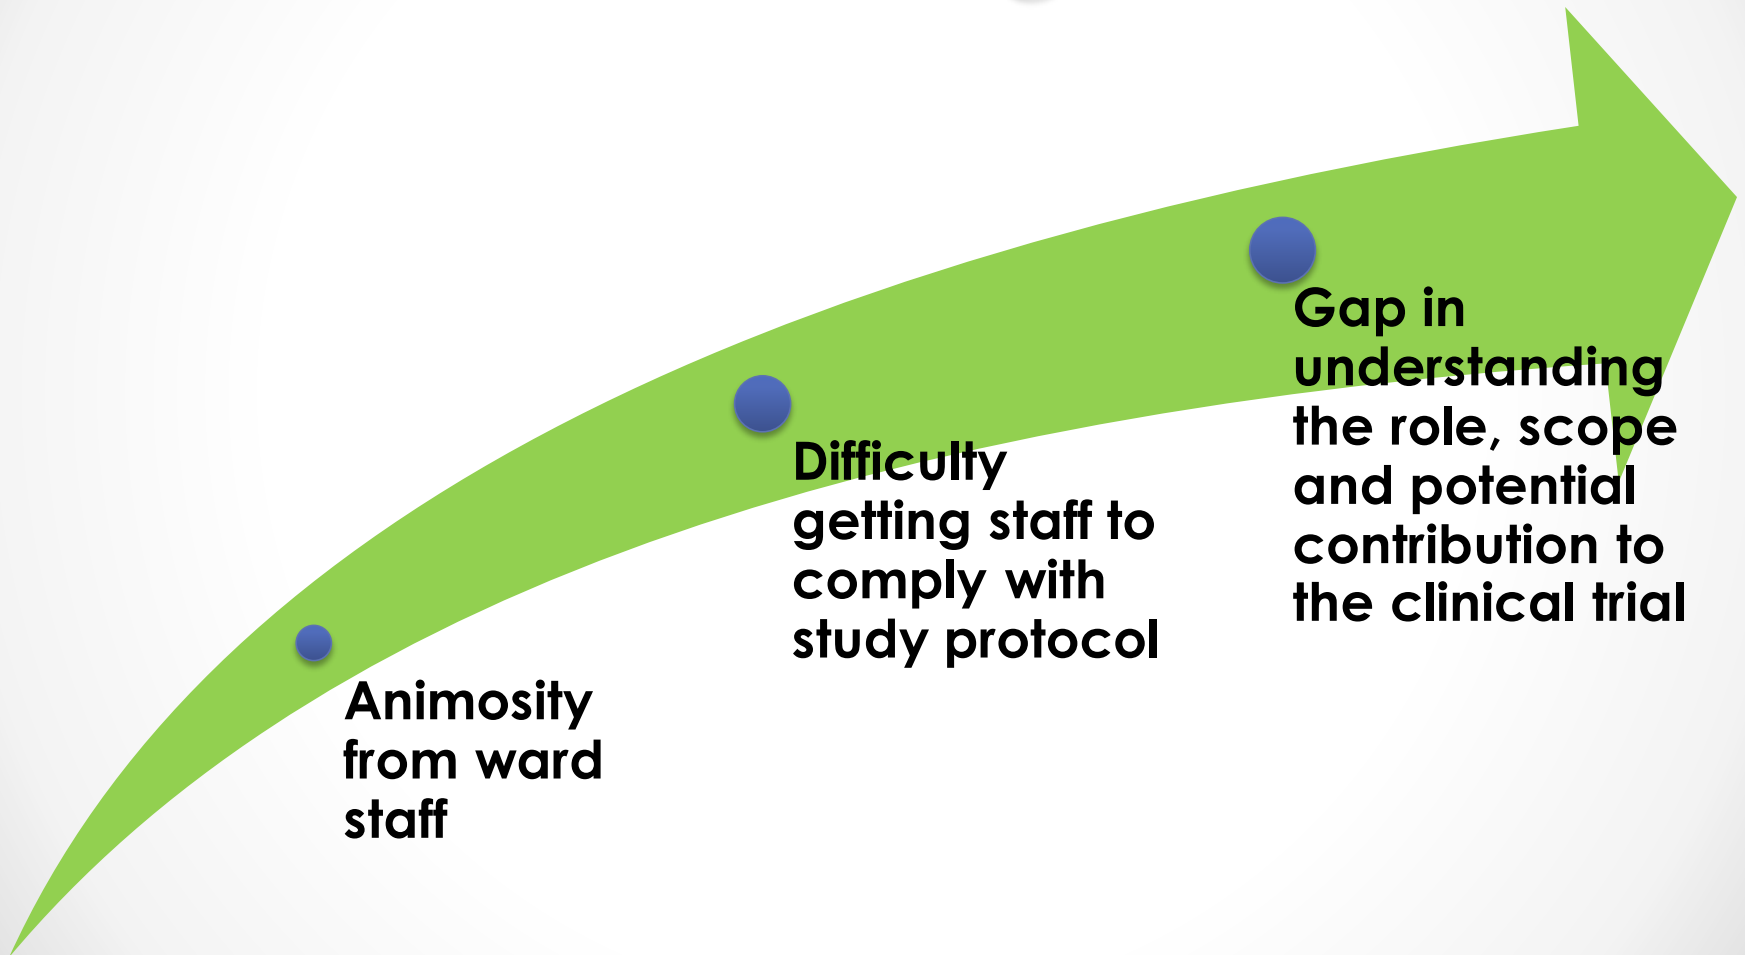 Animosity
from ward
staff
Difficulty
getting staff to
comply with
study protocol
Gap in
understanding
the role, scope
and potential
contribution to
the clinical trial